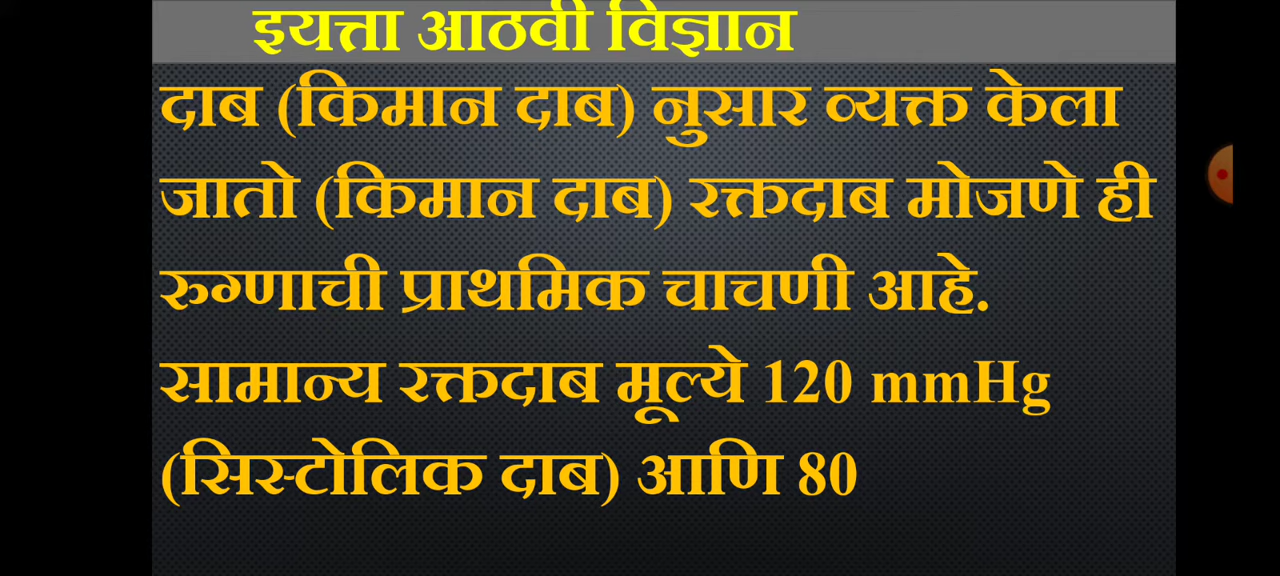 इयत्ता आठवी विज्ञान
दाब (किमान दाब) नुसार व्यक्त केला
जातो (किमान दाब) रक्तदाब मोजणे ही
रुग्णाची प्राथमिक चाचणी आहे.
सामान्य रक्तदाब मूल्ये 120 mmHg
(सिस्टोलिक दाब) आणि 80